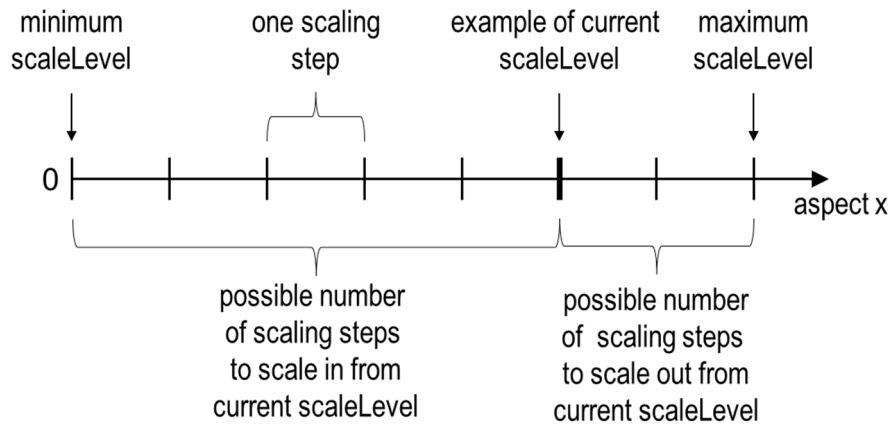 minimum
scaleLevel
one scaling
step
example of current
scaleLevel
maximum
scaleLevel
0
aspect x
possible number
of scaling steps
to scale in from
current scaleLevel
possible number
of scaling steps
to scale out from
current scaleLevel